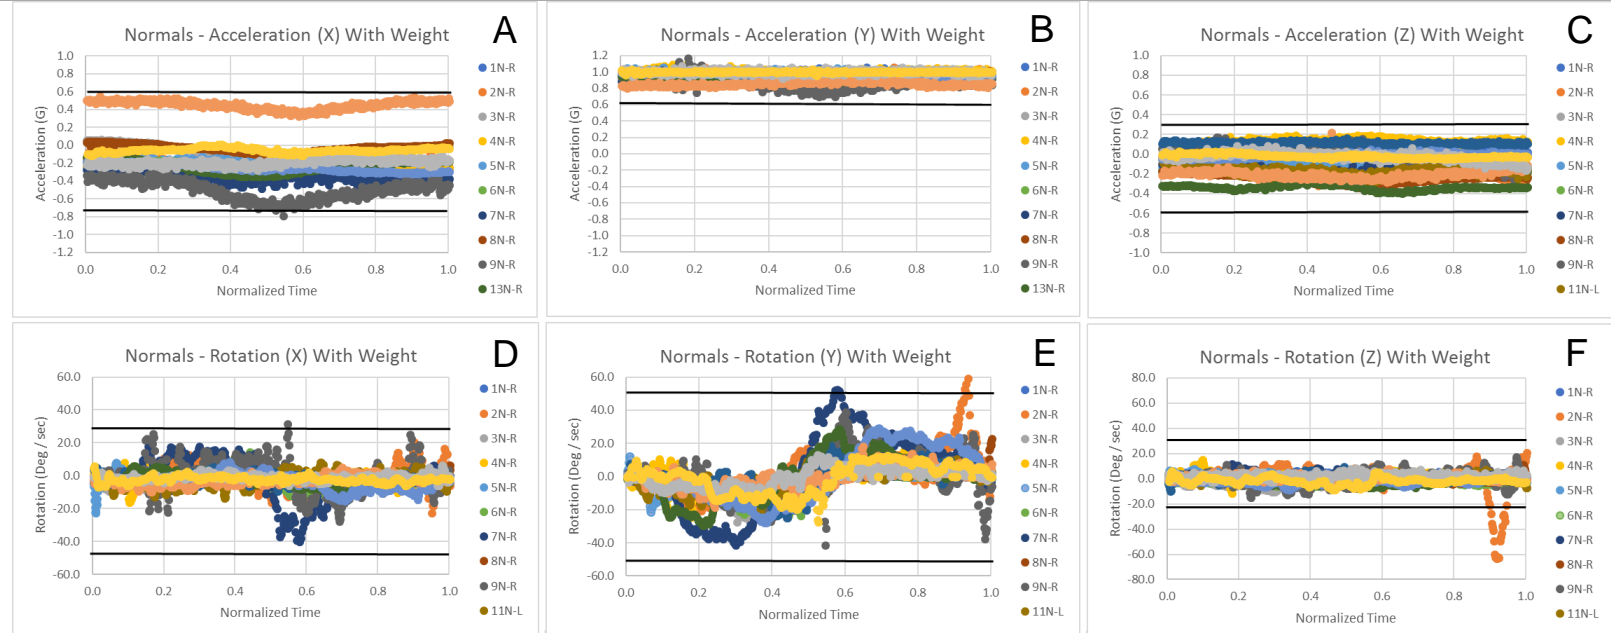 Normals - Acceleration (X) With Weight
A
Acceleration (G)
1.0
0.8
0.6
0.4
0.2
0.0
-0.2
-0.4
-0.6
-0.8
-1.0
-1.2
0.0 0.2 0.4 0.6 0.8 1.0
Normalized Time
1N-R
2N-R
3N-R
4N-R
5N-R
6N-R
7N-R
8N-R
9N-R
13N-R
Normals - Acceleration (Y) With Weight
B
Acceleration (G)
1.2
1.0
0.8
0.6
0.4
0.2
0.0
-0.2
-0.4
-0.6
-0.8
-1.0
-1.2
0.0 0.2 0.4 0.6 0.8 1.0
Normalized Time
1N-R
2N-R
3N-R
4N-R
5N-R
6N-R
7N-R
8N-R
9N-R
13N-R
Normals - Acceleration (Z) With Weight
C
Acceleration (G)
1.0
0.8
0.6
0.4
0.2
0.0
-0.2
-0.4
-0.6
-0.8
-1.0
0.0 0.2 0.4 0.6 0.8 1.0
Normalized Time
1N-R
2N-R
3N-R
4N-R
5N-R
6N-R
7N-R
8N-R
9N-R
11N-L
Normals - Rotation (X) With Weight
D
Rotation (Deg / sec)
60.0
40.0
20.0
0.0
-20.0
-40.0
-60.0
0.0 0.2 0.4 0.6 0.8 1.0
Normalized Time
1N-R
2N-R
3N-R
4N-R
5N-R
6N-R
7N-R
8N-R
9N-R
11N-L
Normals - Rotation (Y) With Weight
E
Rotation (Deg / sec)
60.0
40.0
20.0
0.0
-20.0
-40.0
-60.0
0.0 0.2 0.4 0.6 0.8 1.0
Normalized Time
1N-R
2N-R
3N-R
4N-R
5N-R
6N-R
7N-R
8N-R
9N-R
11N-L
Normals - Rotation (Z) With Weight
F
Rotation (Deg / sec)
80.0
60.0
40.0
20.0
0.0
-20.0
-40.0
-60.0
-80.0
0.0 0.2 0.4 0.6 0.8 1.0
Normalized Time
1N-R
2N-R
3N-R
4N-R
5N-R
6N-R
7N-R
8N-R
9N-R
11N-L